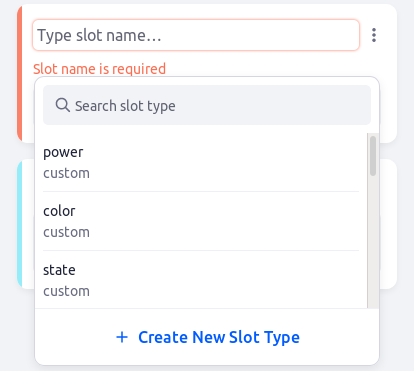 Type slot name…
Slot name is required
Search slot type
power
custom
color
custom
state
custom
+ Create New Slot Type